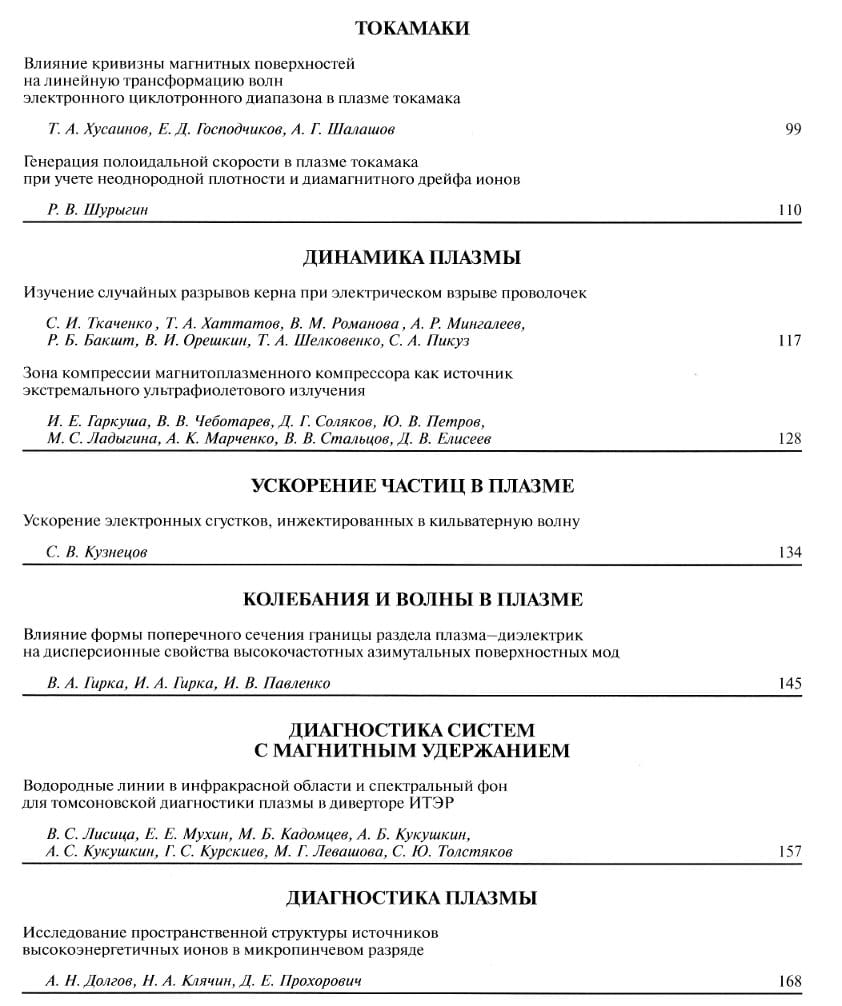 ТОКАМАКИ
Влияние кривизны магнитных поверхностей
на линейную трансформацию волн
электронного циклотронного диапазона в плазме токамака
Т. А. Хусаинов, Е. Д. Господчиков, А. Г. Шалашов 99
Генерация полоидальной скорости в плазме токамака
при учете неоднородной плотности и диамагнитного дрейфа ионов
Р. В. Шурыгин 110
ДИНАМИКА ПЛАЗМЫ
Изучение случайных разрывов керна при электрическом взрыве проволочек
С. И. Ткаченко, Т. А. Хаттатов, В. М. Романова, А. Р. Мингалеев,
Р. Б. Бакшт, В. И. Орешкин, Т. А. Шелковенко, С. А. Пикуз 117
Зона компрессии магнитоплазменного компрессора как источник
экстремального ультрафиолетового излучения
И. Е. Гаркуша, В. В. Чеботарев, Д. Г. Соляков, Ю. В. Петров,
М. С. Ладыгина, А. К. Марченко, В. В. Стальцов, Д. В. Елисеев 128
УСКОРЕНИЕ ЧАСТИЦ В ПЛАЗМЕ
Ускорение электронных сгустков, инжектированных в кильватерную волну
С. В. Кузнецов 134
КОЛЕБАНИЯ И ВОЛНЫ В ПЛАЗМЕ
Влияние формы поперечного сечения границы раздела плазма–диэлектрик
на дисперсионные свойства высокочастотных азимутальных поверхностных мод
В. А. Гирка, И. А. Гирка, И. В. Павленко 145
ДИАГНОСТИКА СИСТЕМ
С МАГНИТНЫМ УДЕРЖАНИЕМ
Водородные линии в инфракрасной области и спектральный фон
для томсоновской диагностики плазмы в диверторе ИТЭР
В. С. Лисица, Е. Е. Мухин, М. Б. Кадомцев, А. Б. Кукушкин,
А. С. Кукушкин, Г. С. Курскиев, М. Г. Левашова, С. Ю. Толстяков 157
ДИАГНОСТИКА ПЛАЗМЫ
Исследование пространственной структуры источников
высокоэнергетичных ионов в микропинчевом разряде
А. Н. Долгов, Н. А. Клячин, Д. Е. Прохорович 168